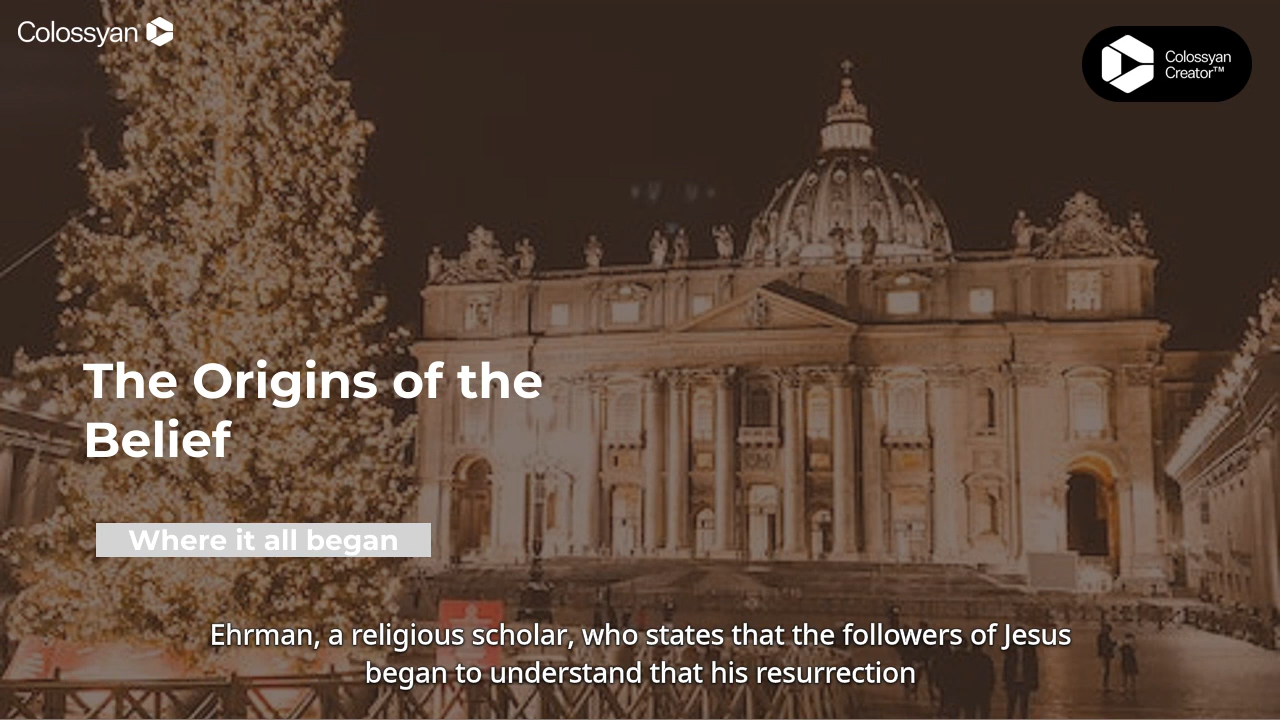 Colossyan
Colossyan
Creator™
The Origins of the
Belief
Where it all began
Ehrman, a religious scholar, who states that the followers of Jesus
began to understand that his resurrection